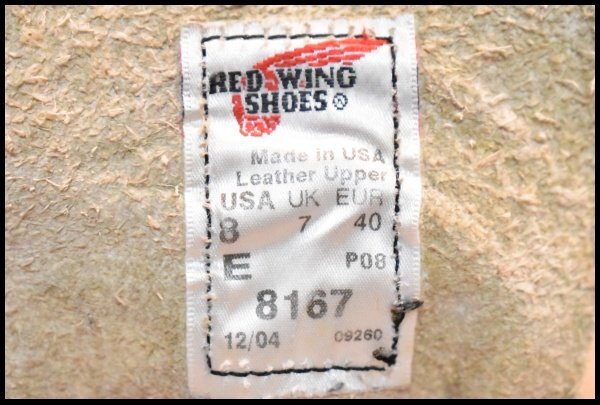 RED WING
SHOES®
Made in USA
Leather Upper
USA UK EUR
8 7 40
E P08
8167
12/04 09260